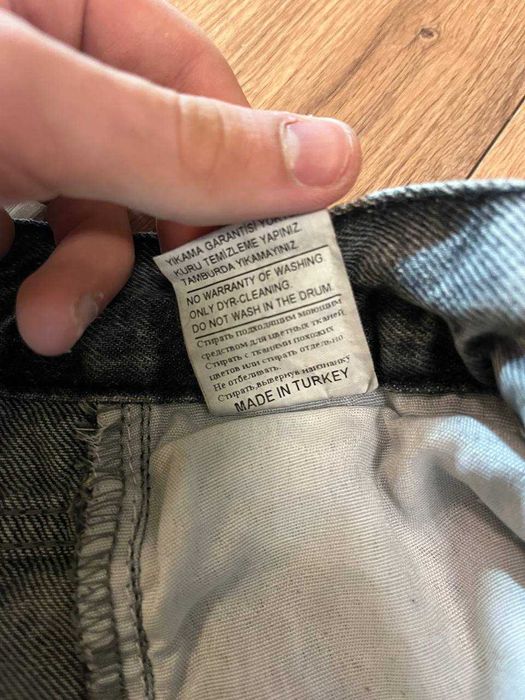 YIKAMA GARANTİSİ
KURU TEMİZLEME YAPINIZ
TAMBURDA YIKAMAYINIZ
NO WARRANTY OF WASHING
ONLY DYR-CLEANING.
DO NOT WASH IN THE DRUM.
Стирать подходящим моющим
средством для цветных тканей.
Стирать с тканями похожих
цветов или стирать отдельно
Не отбеливать.
Стирать,вывернув наизнанку
MADE IN TURKEY